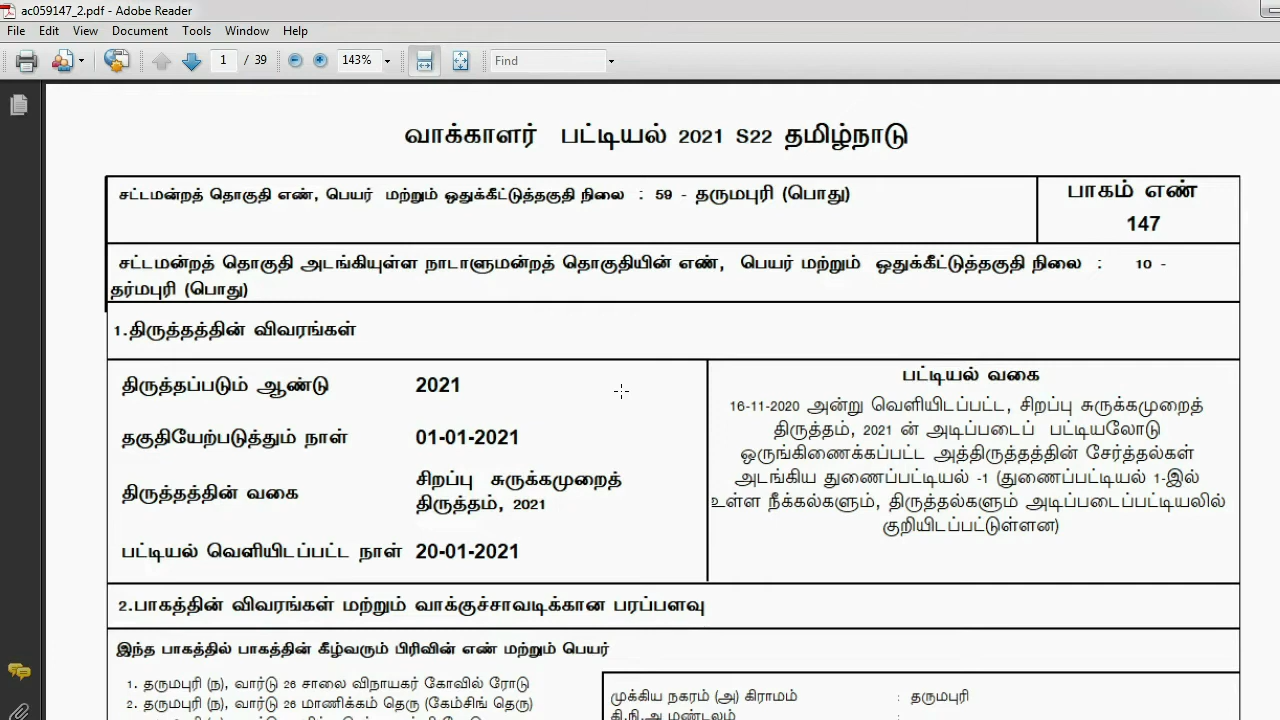 ac059147_2.pdf - Adobe Reader
File Edit View Document Tools Window Help
1 / 39 143% Find
வாக்காளர் பட்டியல் 2021 S22 தமிழ்நாடு
சட்டமன்றத் தொகுதி எண், பெயர் மற்றும் ஒதுக்கீட்டுத்தகுதி நிலை : 59 - தருமபுரி (பொது)
பாகம் எண்
147
சட்டமன்றத் தொகுதி அடங்கியுள்ள நாடாளுமன்றத் தொகுதியின் எண், பெயர் மற்றும் ஒதுக்கீட்டுத்தகுதி நிலை : 10 -
தர்மபுரி (பொது)
1.திருத்தத்தின் விவரங்கள்
திருத்தப்படும் ஆண்டு 2021
தகுதியேற்படுத்தும் நாள் 01-01-2021
திருத்தத்தின் வகை சிறப்பு சுருக்கமுறைத்
திருத்தம், 2021
பட்டியல் வெளியிடப்பட்ட நாள் 20-01-2021
பட்டியல் வகை
16-11-2020 அன்று வெளியிடப்பட்ட, சிறப்பு சுருக்கமுறைத்
திருத்தம், 2021 ன் அடிப்படைப் பட்டியலோடு
ஒருங்கிணைக்கப்பட்ட அத்திருத்தத்தின் சேர்த்தல்கள்
அடங்கிய துணைப்பட்டியல் -1 (துணைப்பட்டியல் 1-இல்
உள்ள நீக்கல்களும், திருத்தல்களும் அடிப்படைப்பட்டியலில்
குறியிடப்பட்டுள்ளன)
2.பாகத்தின் விவரங்கள் மற்றும் வாக்குச்சாவடிக்கான பரப்பளவு
இந்த பாகத்தில் பாகத்தின் கீழ்வரும் பிரிவின் எண் மற்றும் பெயர்
1. தருமபுரி (ந), வார்டு 26 சாலை விநாயகர் கோவில் ரோடு
2. தருமபுரி (ந), வார்டு 26 மாணிக்கம் தெரு (கேம்சிங் தெரு)
முக்கிய நகரம் (அ) கிராமம் : தருமபுரி
கி.நி.அ மண்டலம் :